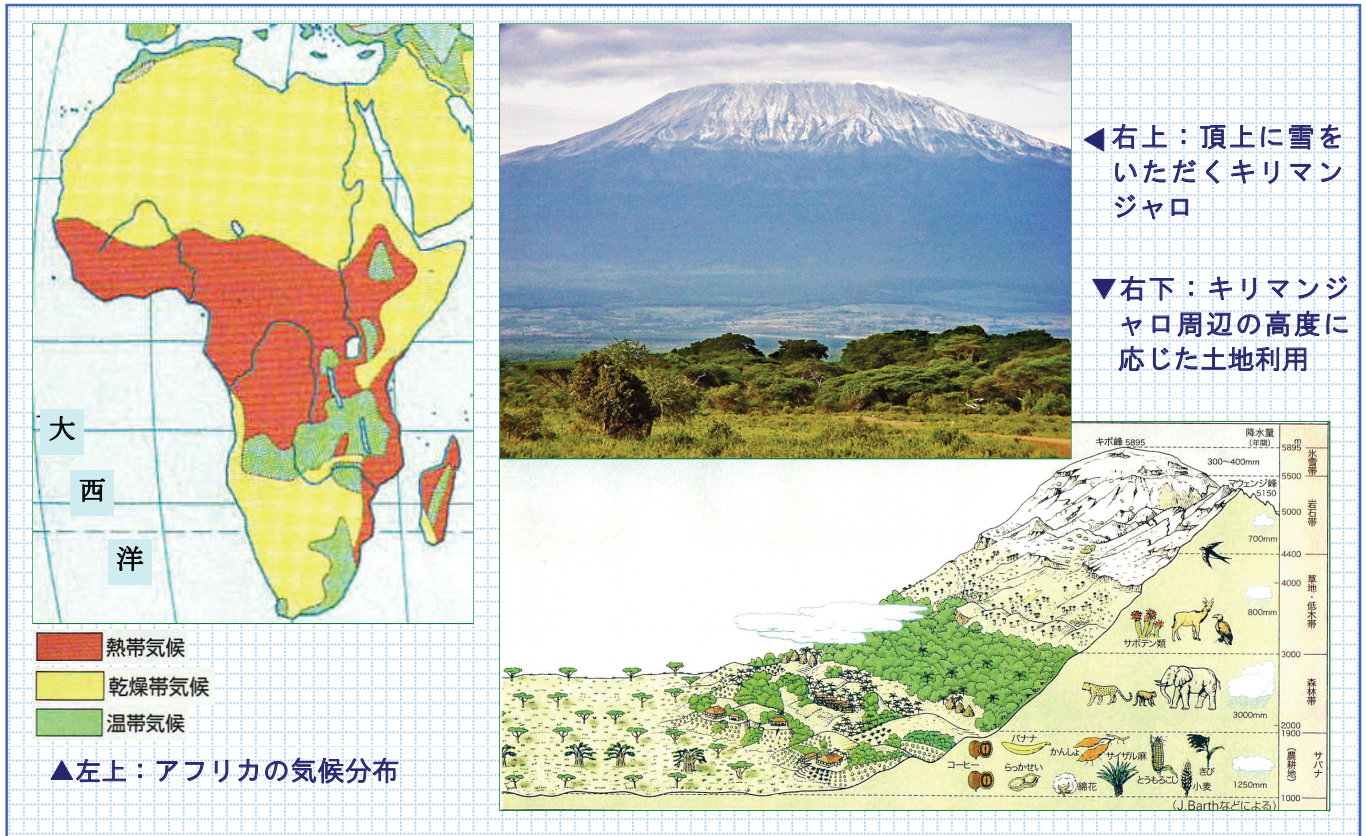 大
西
洋
熱帯気候
乾燥帯気候
温帯気候
▲左上：アフリカの気候分布
◀右上：頂上に雪を
いただくキリマン
ジャロ
▼右下：キリマンジ
ャロ周辺の高度に
応じた土地利用
キボ峰 5895
降水量
（年間）
m
5895
氷雪帯
300〜400mm
5500
マウェンジ峰
5150
岩石帯
5000
700mm
4400
4000
草地・低木帯
800mm
サボテン類
3000
森林帯
3000mm
2000
1900
サバナ
（農耕地）
コーヒー
バナナ
かんしょ
サイザル麻
とうもろこし
きび
らっかせい
綿花
小麦
1250mm
1000
（J.Barthなどによる）